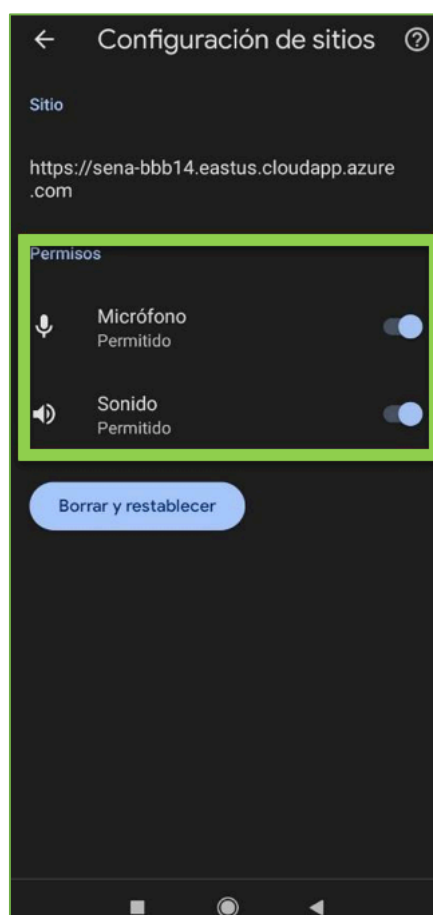 Configuración de sitios
Sitio
https://sena-bbb14.eastus.cloudapp.azure
.com
Permisos
Micrófono
Permitido
Sonido
Permitido
Borrar y restablecer